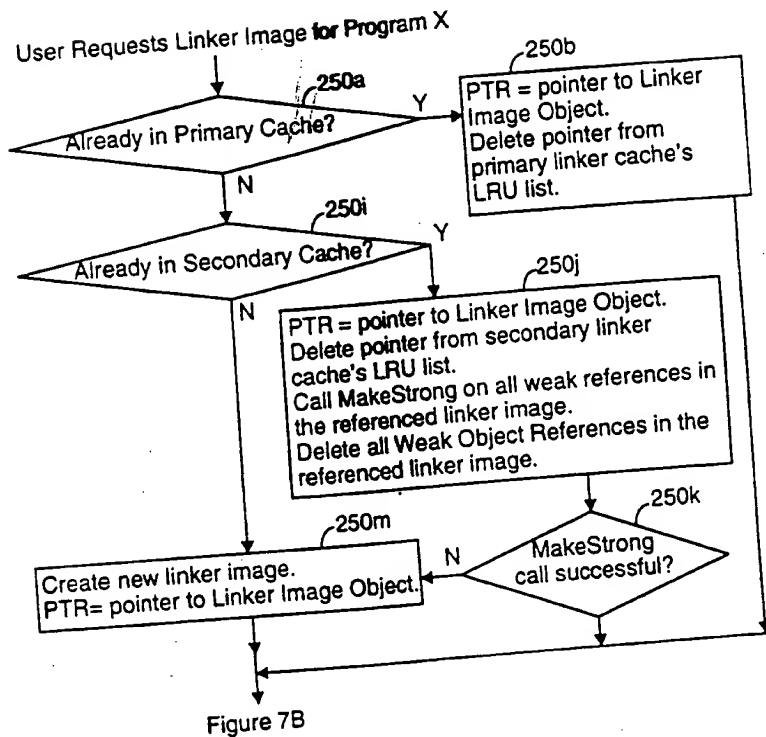 User Requests Linker Image for Program X
250a
Already in Primary Cache?
Y
N
250b
PTR = pointer to Linker
Image Object.
Delete pointer from
primary linker cache's
LRU list.
250i
Already in Secondary Cache?
Y
N
250j
PTR = pointer to Linker Image Object.
Delete pointer from secondary linker
cache's LRU list.
Call MakeStrong on all weak references in
the referenced linker image.
Delete all Weak Object References in the
referenced linker image.
250k
MakeStrong
call successful?
N
250m
Create new linker image.
PTR= pointer to Linker Image Object.
Figure 7B